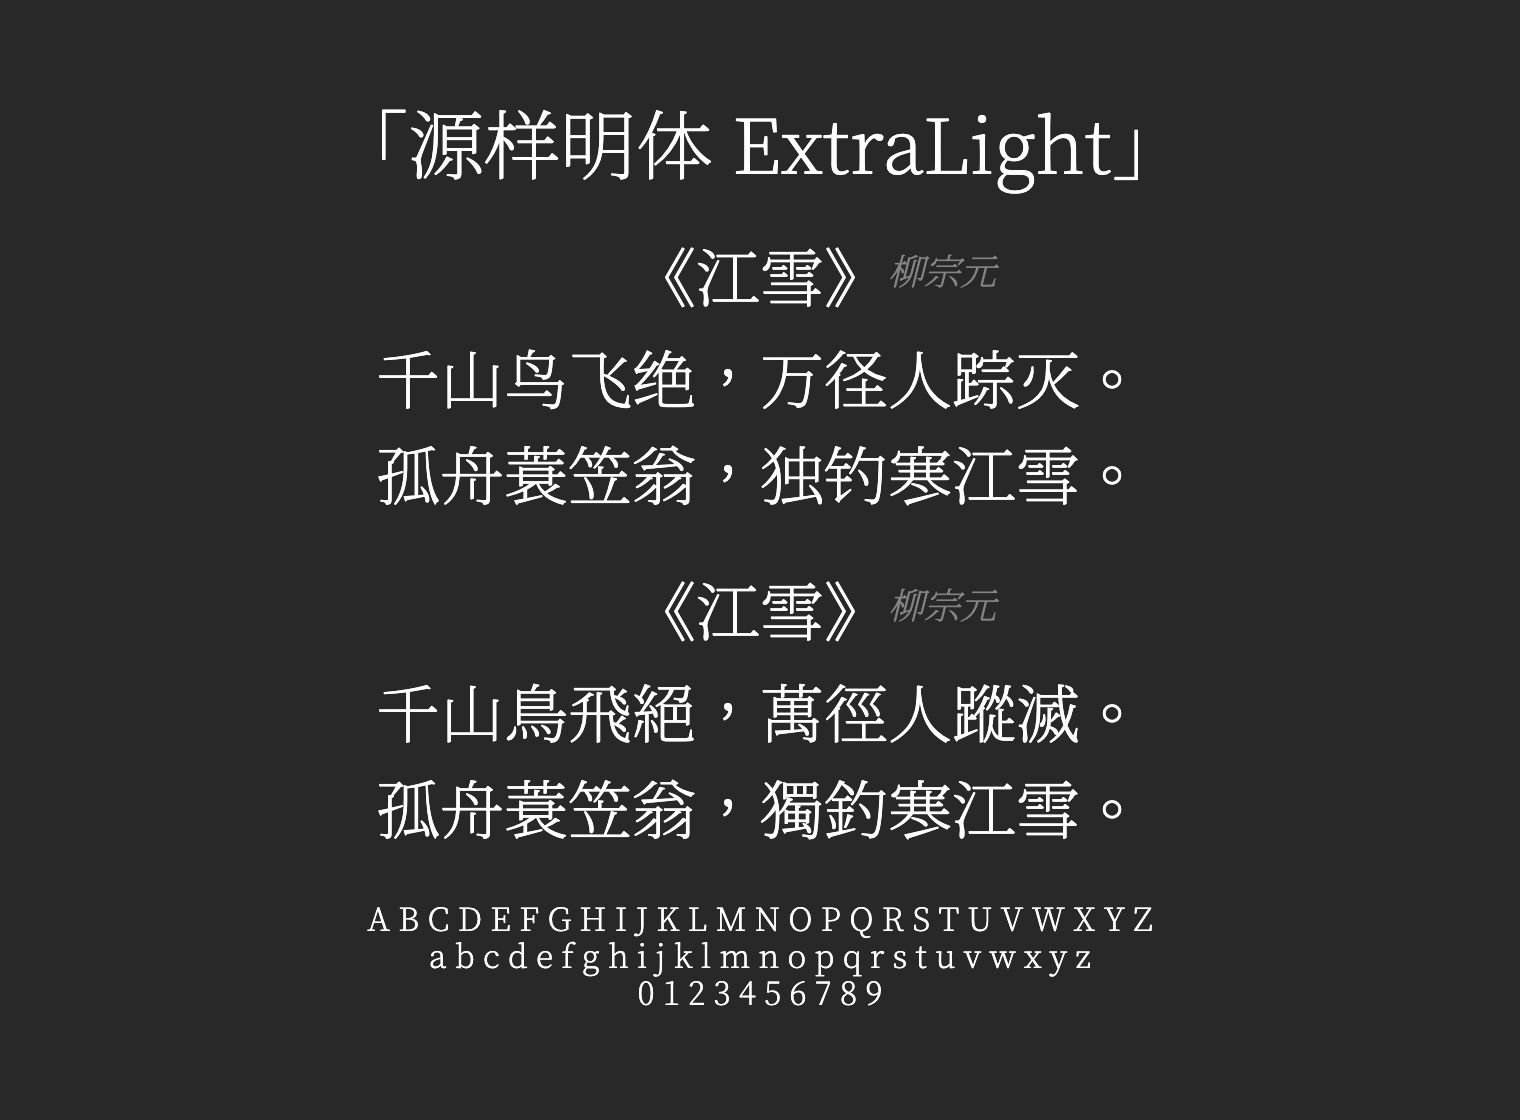 「源样明体 ExtraLight」
《江雪》 柳宗元
千山鸟飞绝，万径人踪灭。
孤舟蓑笠翁，独钓寒江雪。
《江雪》 柳宗元
千山鳥飛絕，萬徑人蹤滅。
孤舟蓑笠翁，獨釣寒江雪。
A B C D E F G H I J K L M N O P Q R S T U V W X Y Z
a b c d e f g h i j k l m n o p q r s t u v w x y z
0 1 2 3 4 5 6 7 8 9